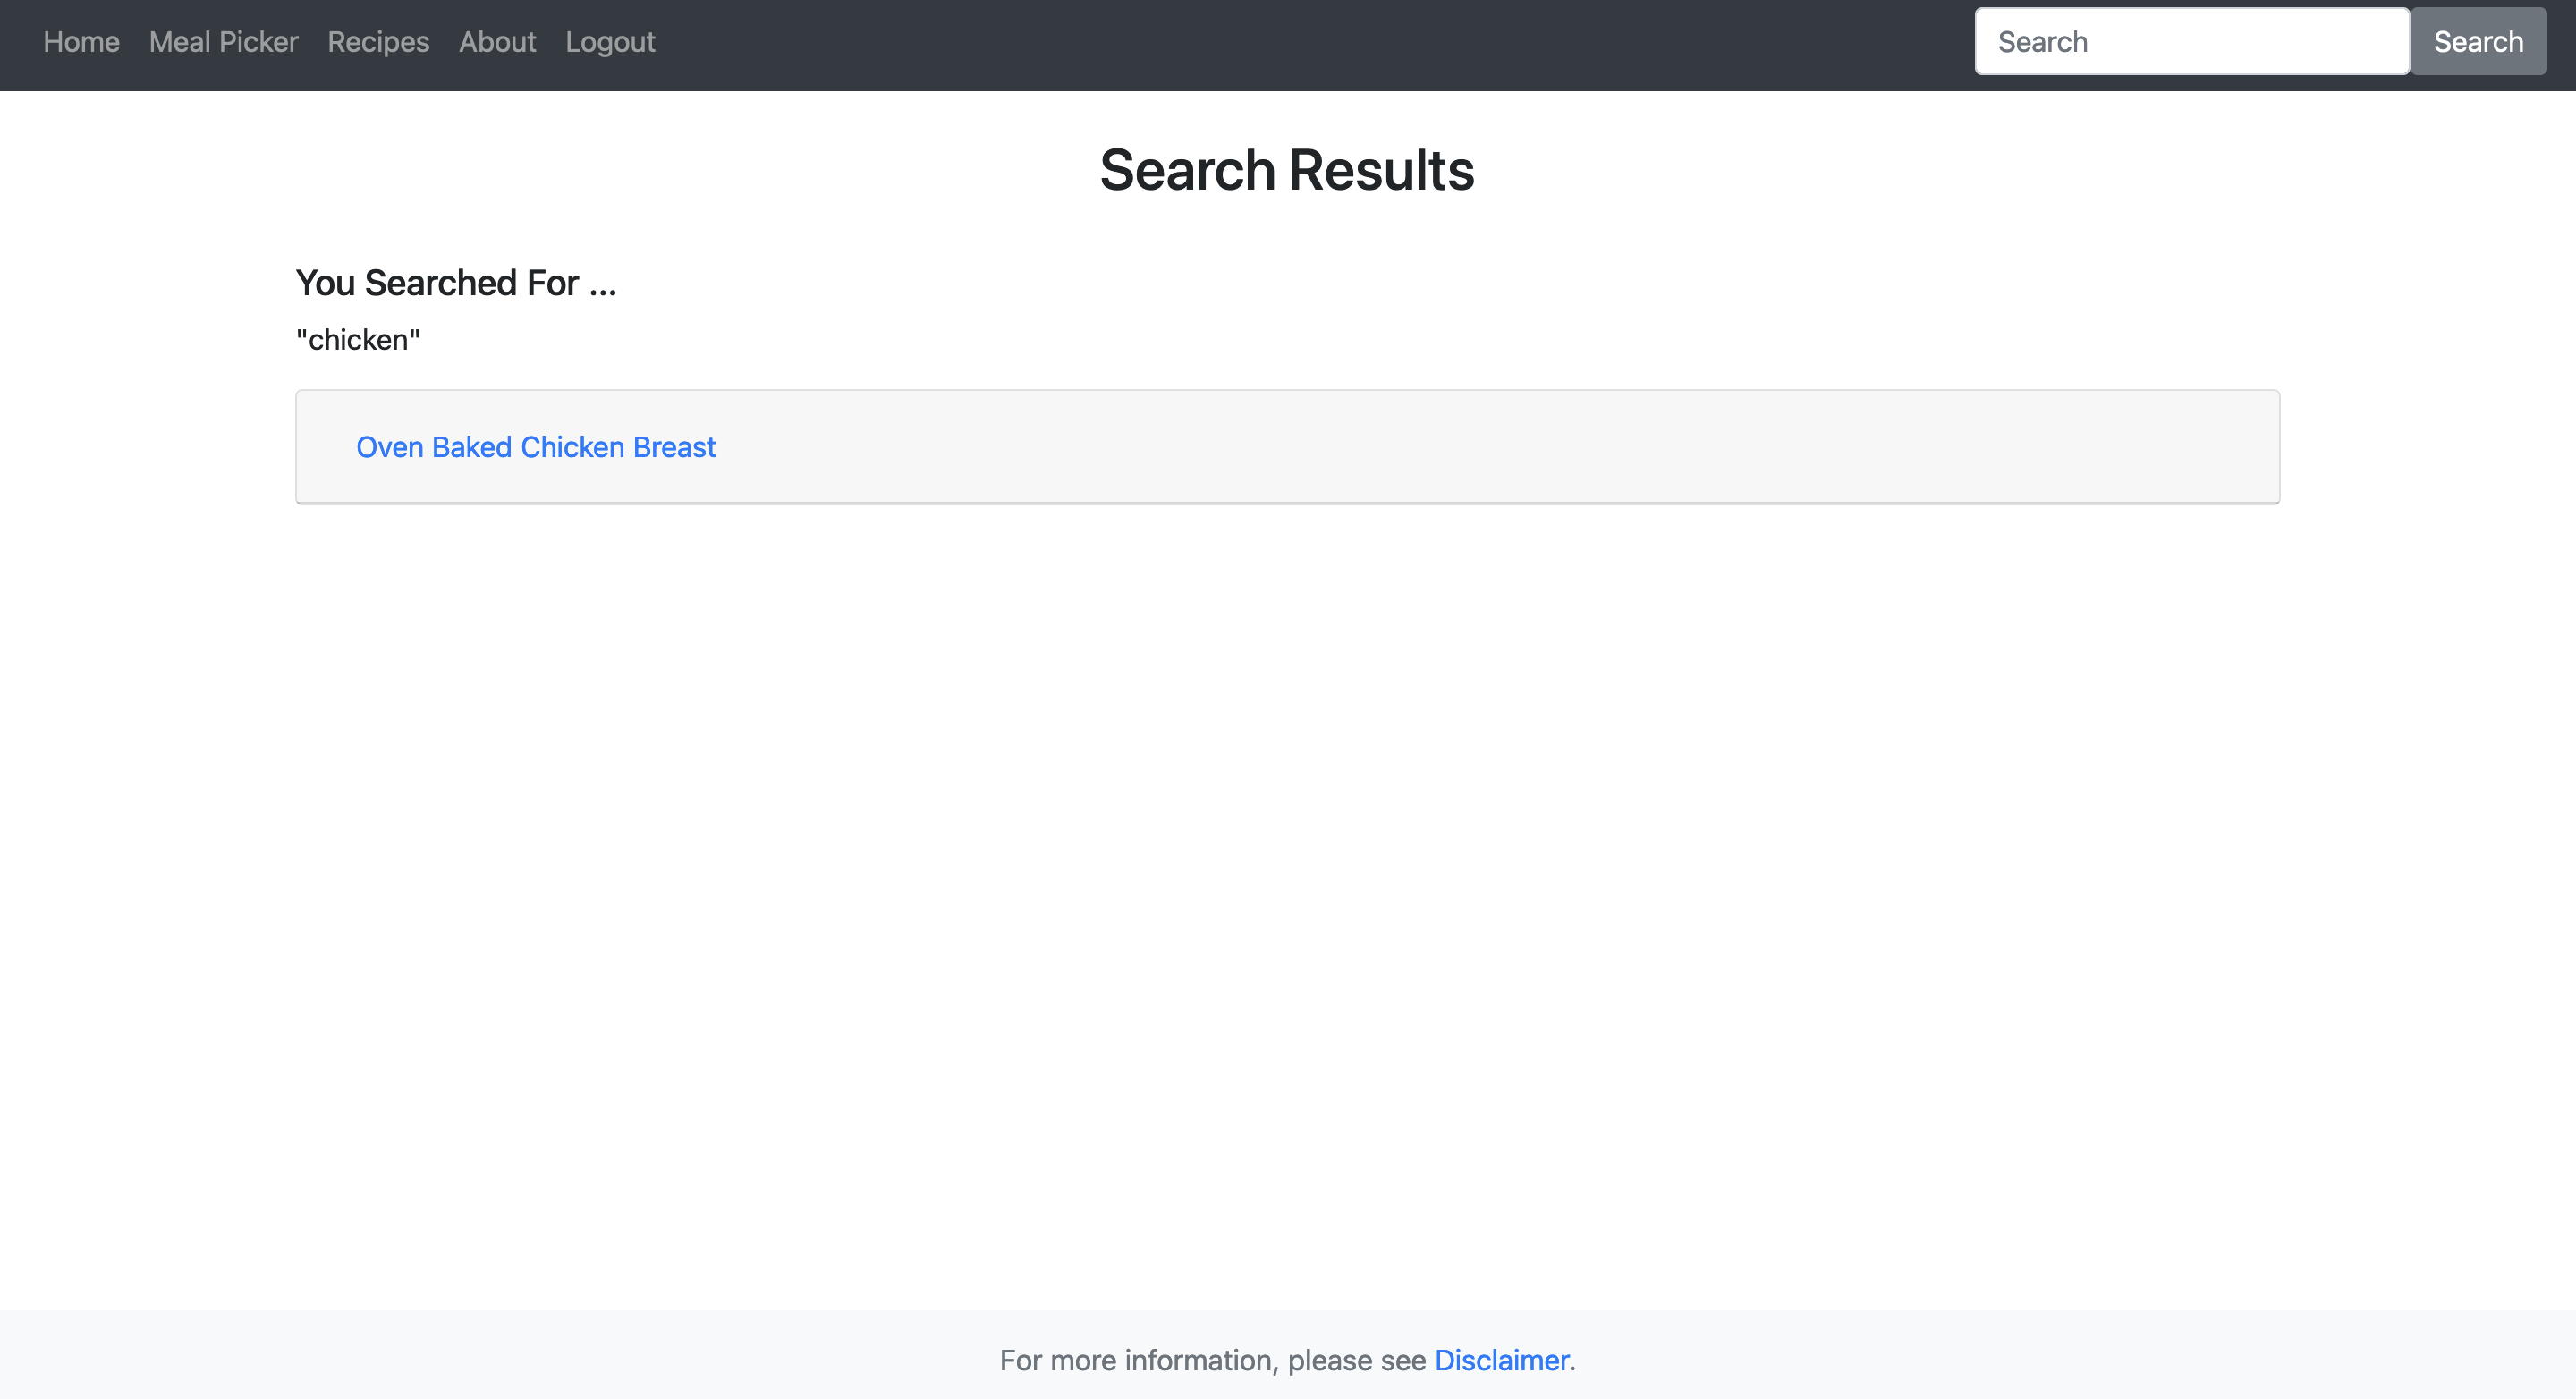 Home Meal Picker Recipes About Logout Search Search
Search Results
You Searched For ...
"chicken"
Oven Baked Chicken Breast
For more information, please see Disclaimer.